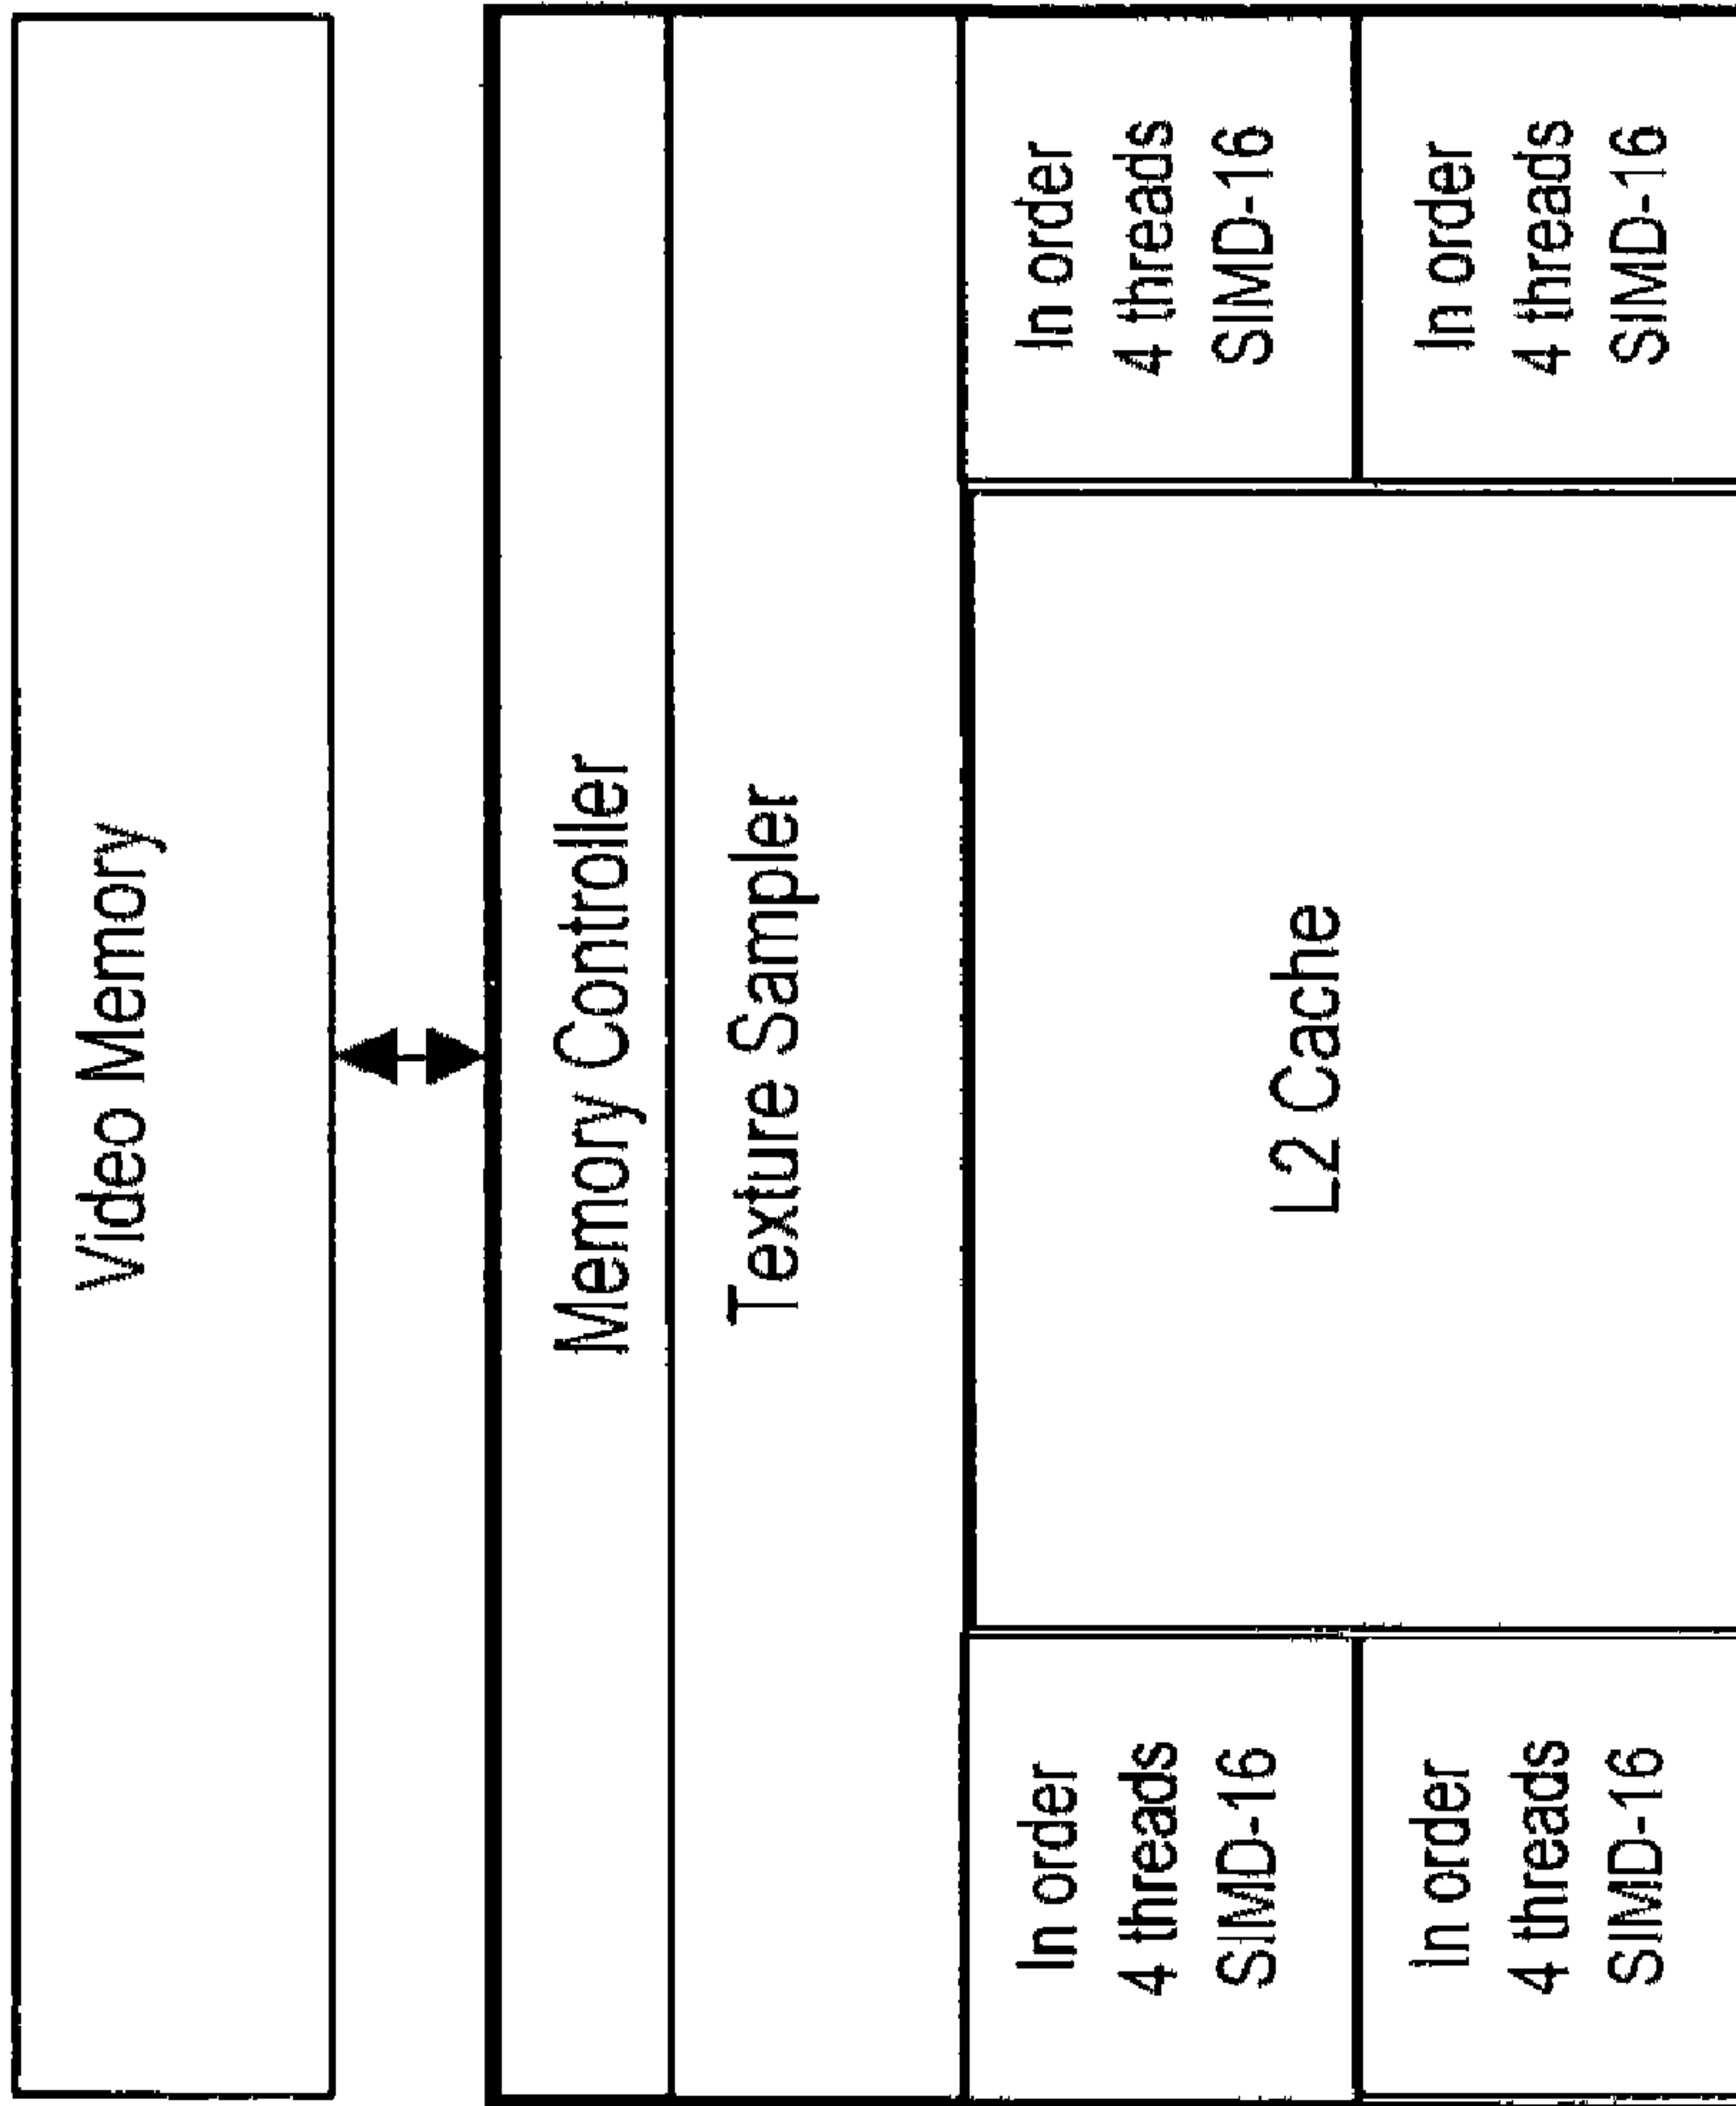 Video Memory
Memory Controller
Texture Sampler
In order
4 threads
SIMD-16
in order
4 threads
SIMD-16
L2 Cache
In order
4 threads
SIMD-16
In order
4 threads
SIMD-16